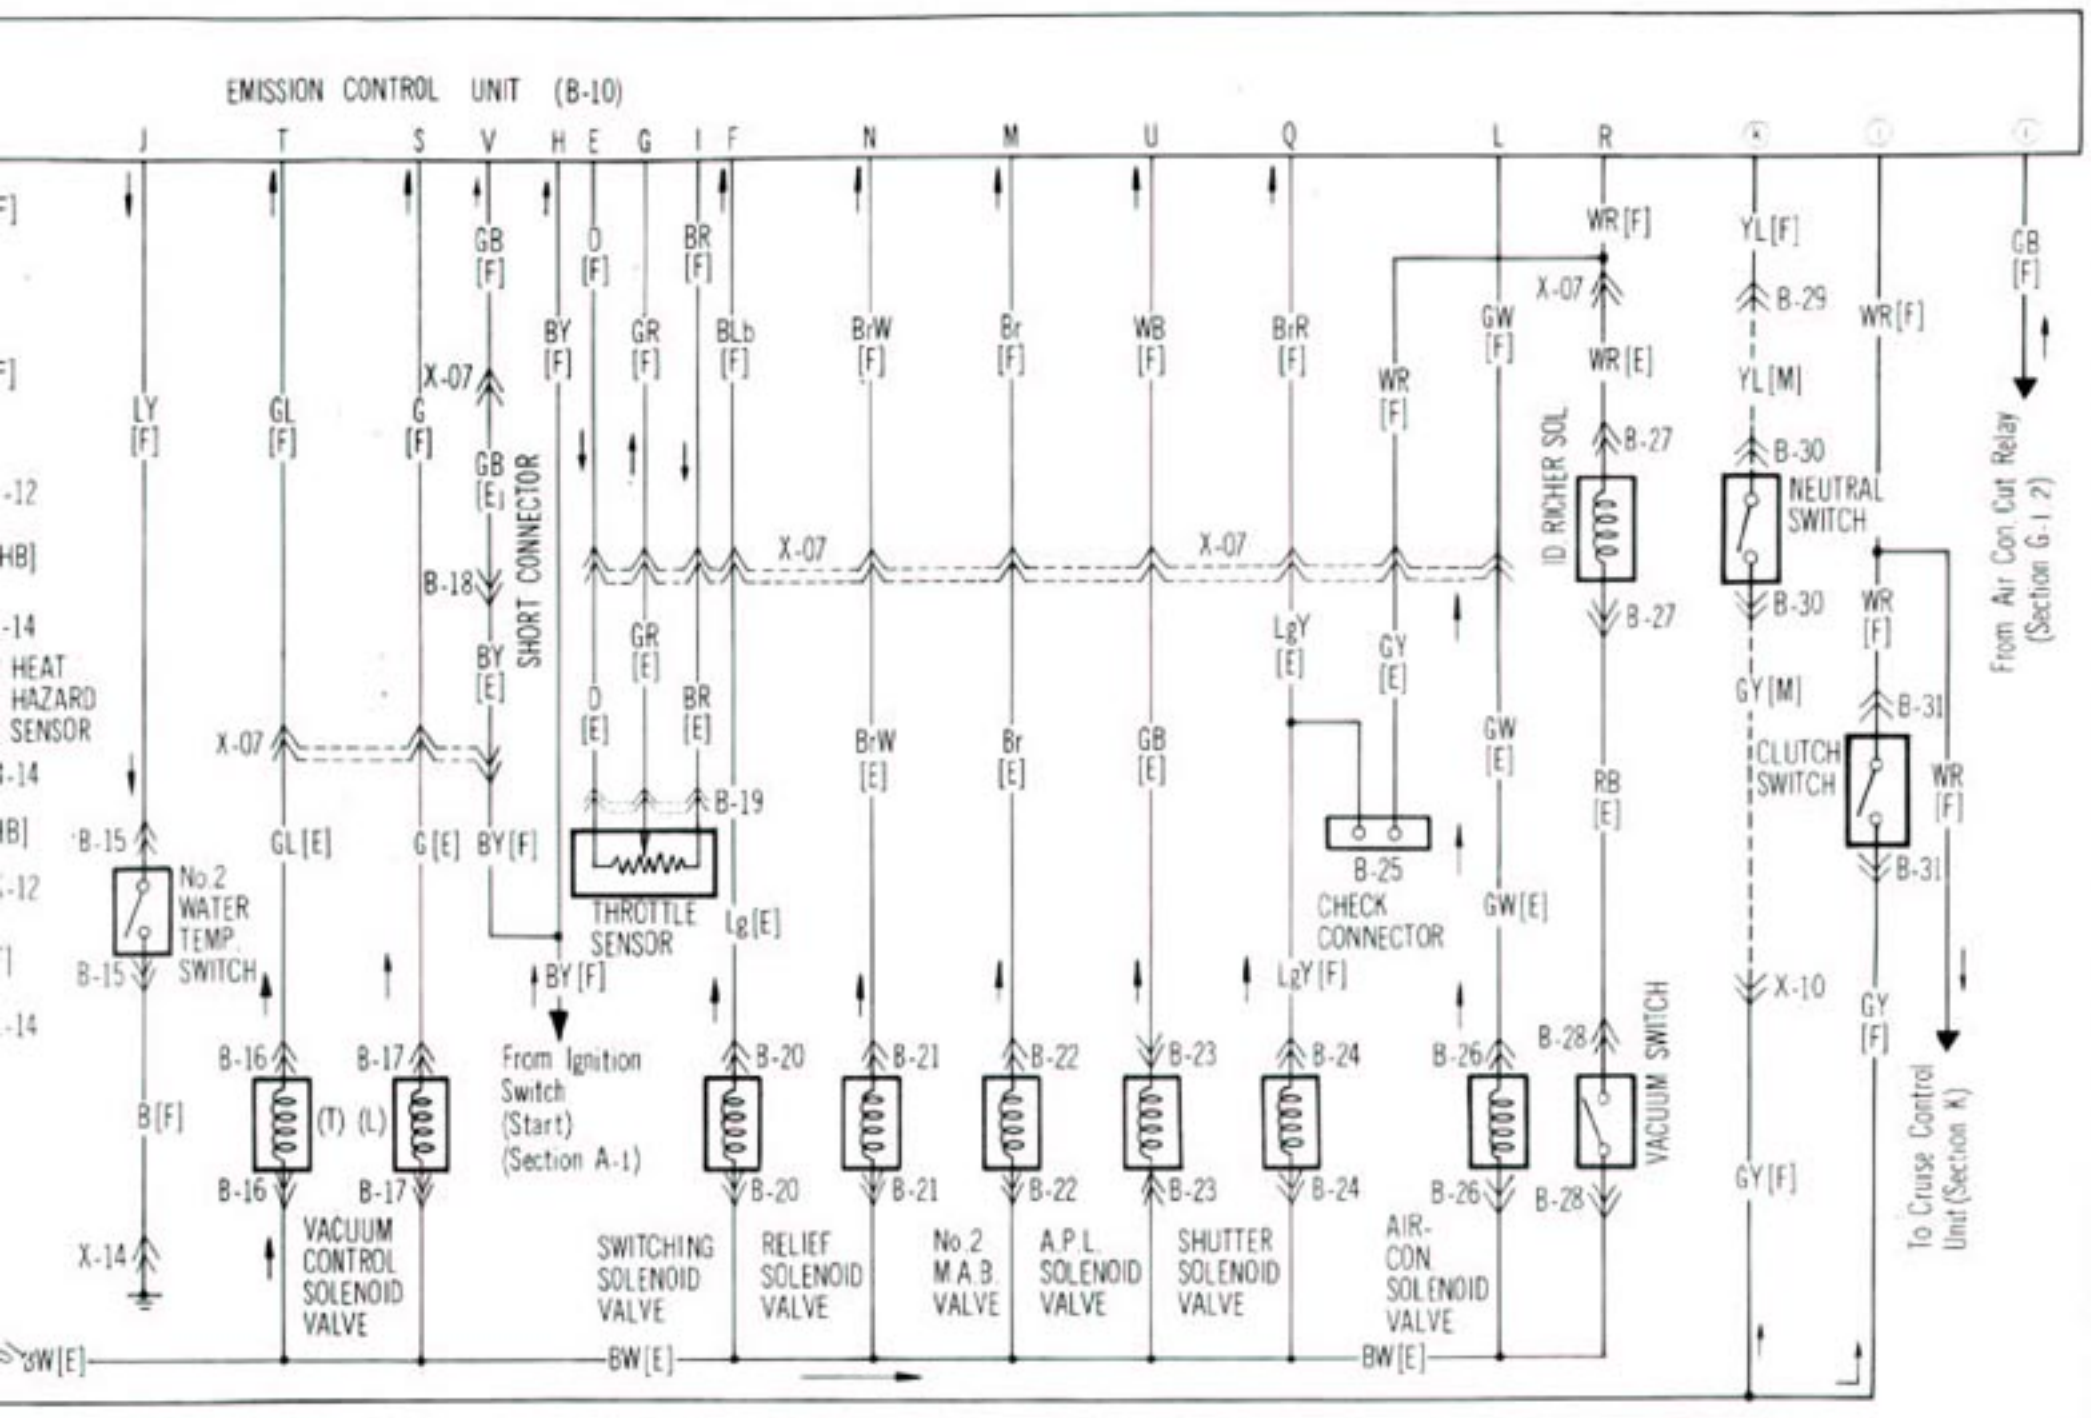 EMISSION CONTROL UNIT (B-10)
J T S V H E G I F N M U Q L R K
F]
GB
[F]
D
[F]
BR
[F]
WR[F]
YL[F]
GB
[F]
X-07
B-29
BY
[F]
GR
[F]
BLb
[F]
BrW
[F]
Br
[F]
WB
[F]
BrR
[F]
GW
[F]
WR[F]
F]
X-07
WR
[F]
WR[E]
YL[M]
LY
[F]
GL
[F]
G
[F]
B-27
B-30
GB
[E]
-12
SHORT CONNECTOR
ID RICHER SOL.
NEUTRAL
SWITCH
From Air Con. Cut Relay
(Section G-1.2)
HB]
X-07
X-07
B-18
B-27
B-30
WR
[F]
-14
BY
[E]
GR
[E]
LgY
[E]
GY
[E]
HEAT
HAZARD
SENSOR
D
[E]
BR
[E]
GY[M]
B-31
X-07
BrW
[E]
Br
[E]
GB
[E]
GW
[E]
RB
[E]
CLUTCH
SWITCH
WR
[F]
-14
B-19
B-15
GL[E]
G[E]
BY[F]
B-25
B-31
HB]
-12
No.2
WATER
TEMP.
SWITCH
THROTTLE
SENSOR
Lg[E]
CHECK
CONNECTOR
GW[E]
B-15
BY[F]
LgY[F]
X-10
GY
[F]
-14
B-16
B-17
From Ignition
Switch
(Start)
(Section A-1)
B-20
B-21
B-22
B-23
B-24
B-26
B-28
VACUUM SWITCH
B[F]
(T) (L)
To Cruise Control
Unit (Section K)
B-16
B-17
B-20
B-21
B-22
B-23
B-24
B-26
B-28
GY[F]
X-14
VACUUM
CONTROL
SOLENOID
VALVE
SWITCHING
SOLENOID
VALVE
RELIEF
SOLENOID
VALVE
No.2
M.A.B.
VALVE
A.P.L.
SOLENOID
VALVE
SHUTTER
SOLENOID
VALVE
AIR-
CON.
SOLENOID
VALVE
BW[E]
BW[E]
BW[E]